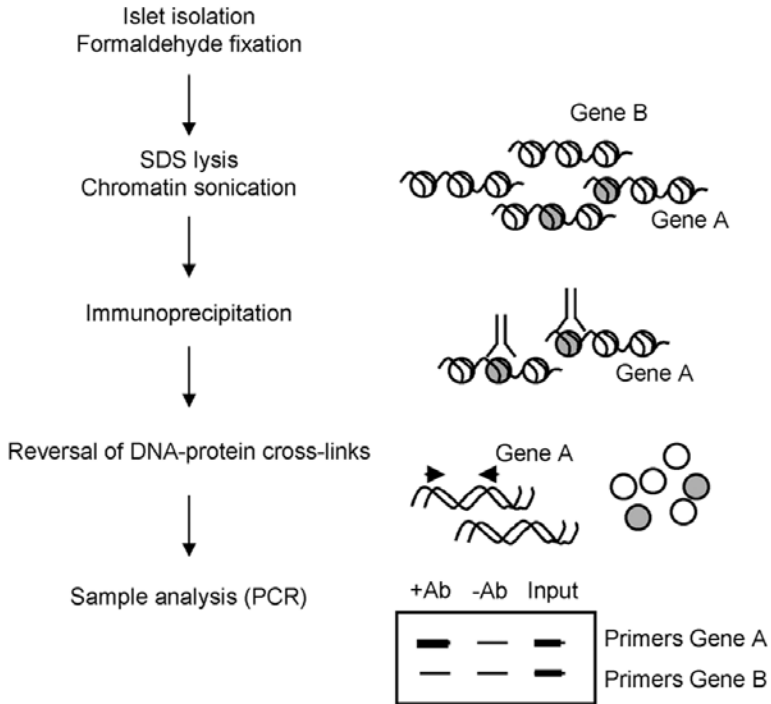 Islet isolation
Formaldehyde fixation
Gene B
SDS lysis
Chromatin sonication
Gene A
Immunoprecipitation
Gene A
Reversal of DNA-protein cross-links
Gene A
Sample analysis (PCR)
+Ab -Ab Input
Primers Gene A
Primers Gene B